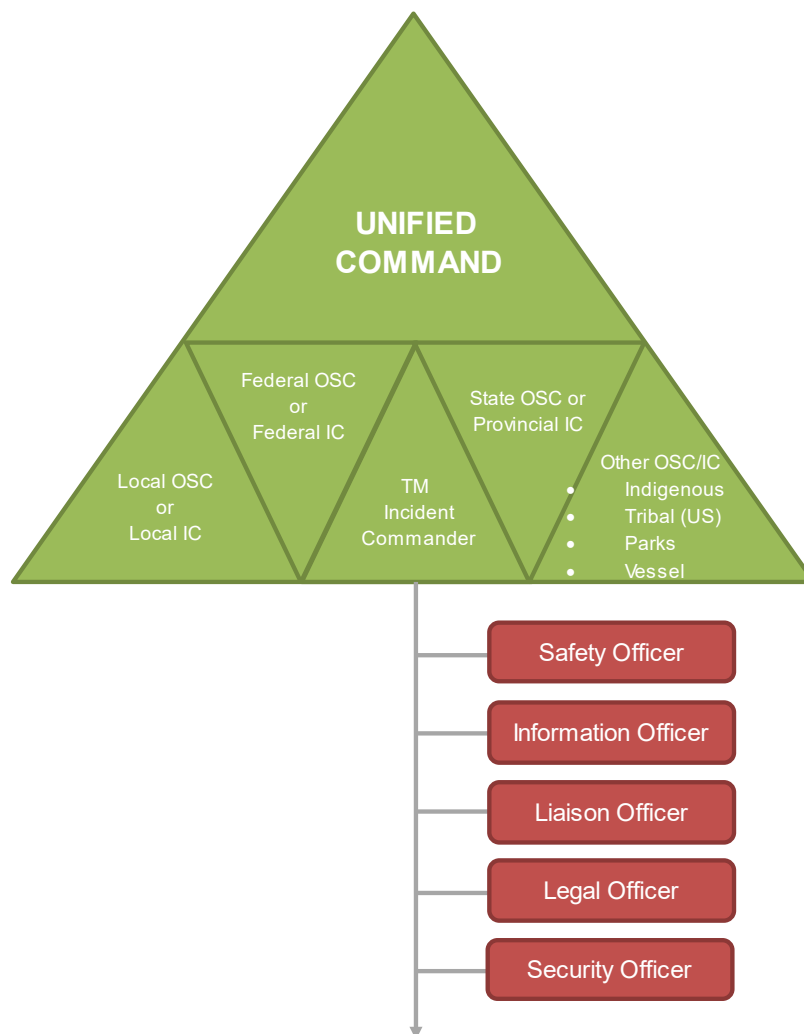 UNIFIED
COMMAND
Local OSC
or
Local IC
Federal OSC
or
Federal IC
TM
Incident
Commander
State OSC or
Provincial IC
Other OSC/IC
• Indigenous
• Tribal (US)
• Parks
• Vessel
Safety Officer
Information Officer
Liaison Officer
Legal Officer
Security Officer